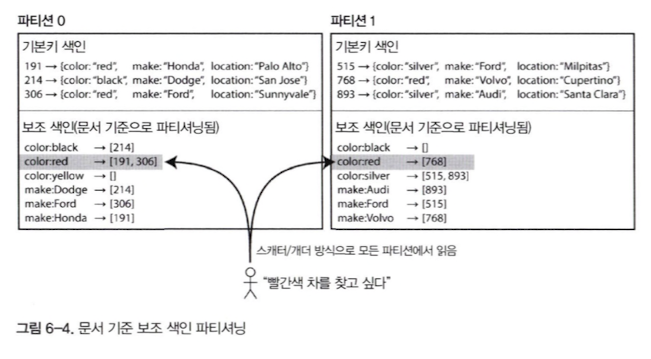 파티션 0
기본키 색인
191 → {color: "red", make: "Honda", location: "Palo Alto"}
214 → {color: "black", make: "Dodge", location: "San Jose"}
306 → {color: "red", make: "Ford", location: "Sunnyvale"}
보조 색인(문서 기준으로 파티셔닝됨)
color:black → [214]
color:red → [191, 306]
color:yellow → []
make:Dodge → [214]
make:Ford → [306]
make:Honda → [191]
파티션 1
기본키 색인
515 → {color: "silver", make: "Ford", location: "Milpitas"}
768 → {color: "red", make: "Volvo", location: "Cupertino"}
893 → {color: "silver", make: "Audi", location: "Santa Clara"}
보조 색인(문서 기준으로 파티셔닝됨)
color:black → []
color:red → [768]
color:silver → [515, 893]
make:Audi → [893]
make:Ford → [515]
make:Volvo → [768]
스캐터/개더 방식으로 모든 파티션에서 읽음
"빨간색 차를 찾고 싶다"
그림 6-4. 문서 기준 보조 색인 파티셔닝